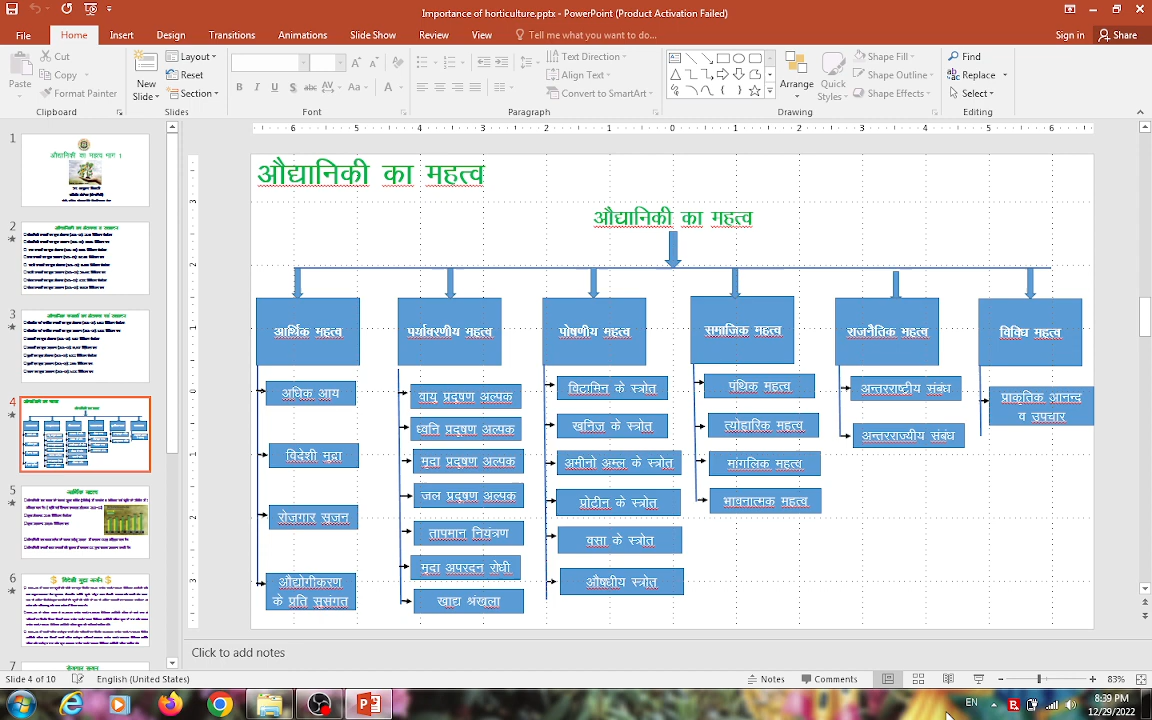 Importance of horticulture.pptx - PowerPoint (Product Activation Failed)
File Home Insert Design Transitions Animations Slide Show Review View Tell me what you want to do... Sign in Share
Cut
Copy
Format Painter
Paste
Clipboard
New Slide
Layout
Reset
Section
Slides
Font
Text Direction
Align Text
Convert to SmartArt
Paragraph
Arrange
Quick Styles
Shape Fill
Shape Outline
Shape Effects
Drawing
Find
Replace
Select
Editing
औद्यानिकी का महत्व
औद्यानिकी का महत्व
आर्थिक महत्व
पर्यावरणीय महत्व
पोषणीय महत्व
समाजिक महत्व
राजनैतिक महत्व
विविध महत्व
अधिक आय
विदेशी मुद्रा
रोजगार सृजन
औद्योगीकरण
के प्रति सुसंगत
वायु प्रदूषण अल्पक
ध्वनि प्रदूषण अल्पक
मृदा प्रदूषण अल्पक
जल प्रदूषण अल्पक
तापमान नियंत्रण
मृदा अपरदन रोधी
खाद्य श्रंखला
विटामिन के स्त्रोत
खनिज के स्त्रोत
अमीनो अम्ल के स्त्रोत
प्रोटीन के स्त्रोत
वसा के स्त्रोत
औषधीय स्त्रोत
पृथिक महत्व
त्योहारिक महत्व
मांगलिक महत्व
भावनात्मक महत्व
अन्तरराष्ट्रीय संबंध
अन्तरराज्यीय संबंध
प्राकृतिक आनन्द
व उपचार
Click to add notes
Slide 4 of 10 English (United States) Notes Comments 83%
EN
8:39 PM
12/29/2022